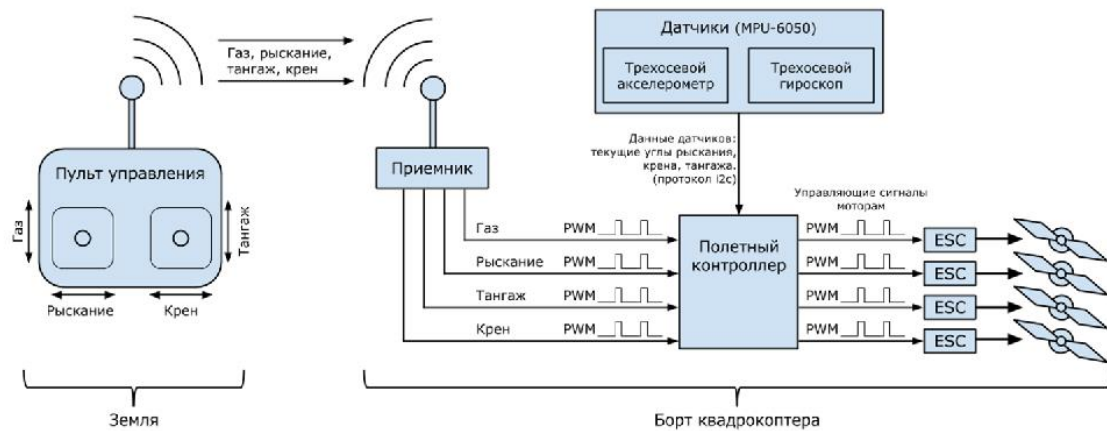 Газ, рыскание,
тангаж, крен
Датчики (MPU-6050)
Трехосевой
акселерометр
Трехосевой
гироскоп
Данные датчиков:
текущие углы рыскания,
крена, тангажа.
(протокол i2c)
Пульт управления
Газ
Тангаж
Рыскание
Крен
Приемник
Управляющие сигналы
моторам
Газ PWM
Рыскание PWM
Тангаж PWM
Крен PWM
Полетный
контроллер
PWM ESC
PWM ESC
PWM ESC
PWM ESC
Земля
Борт квадрокоптера